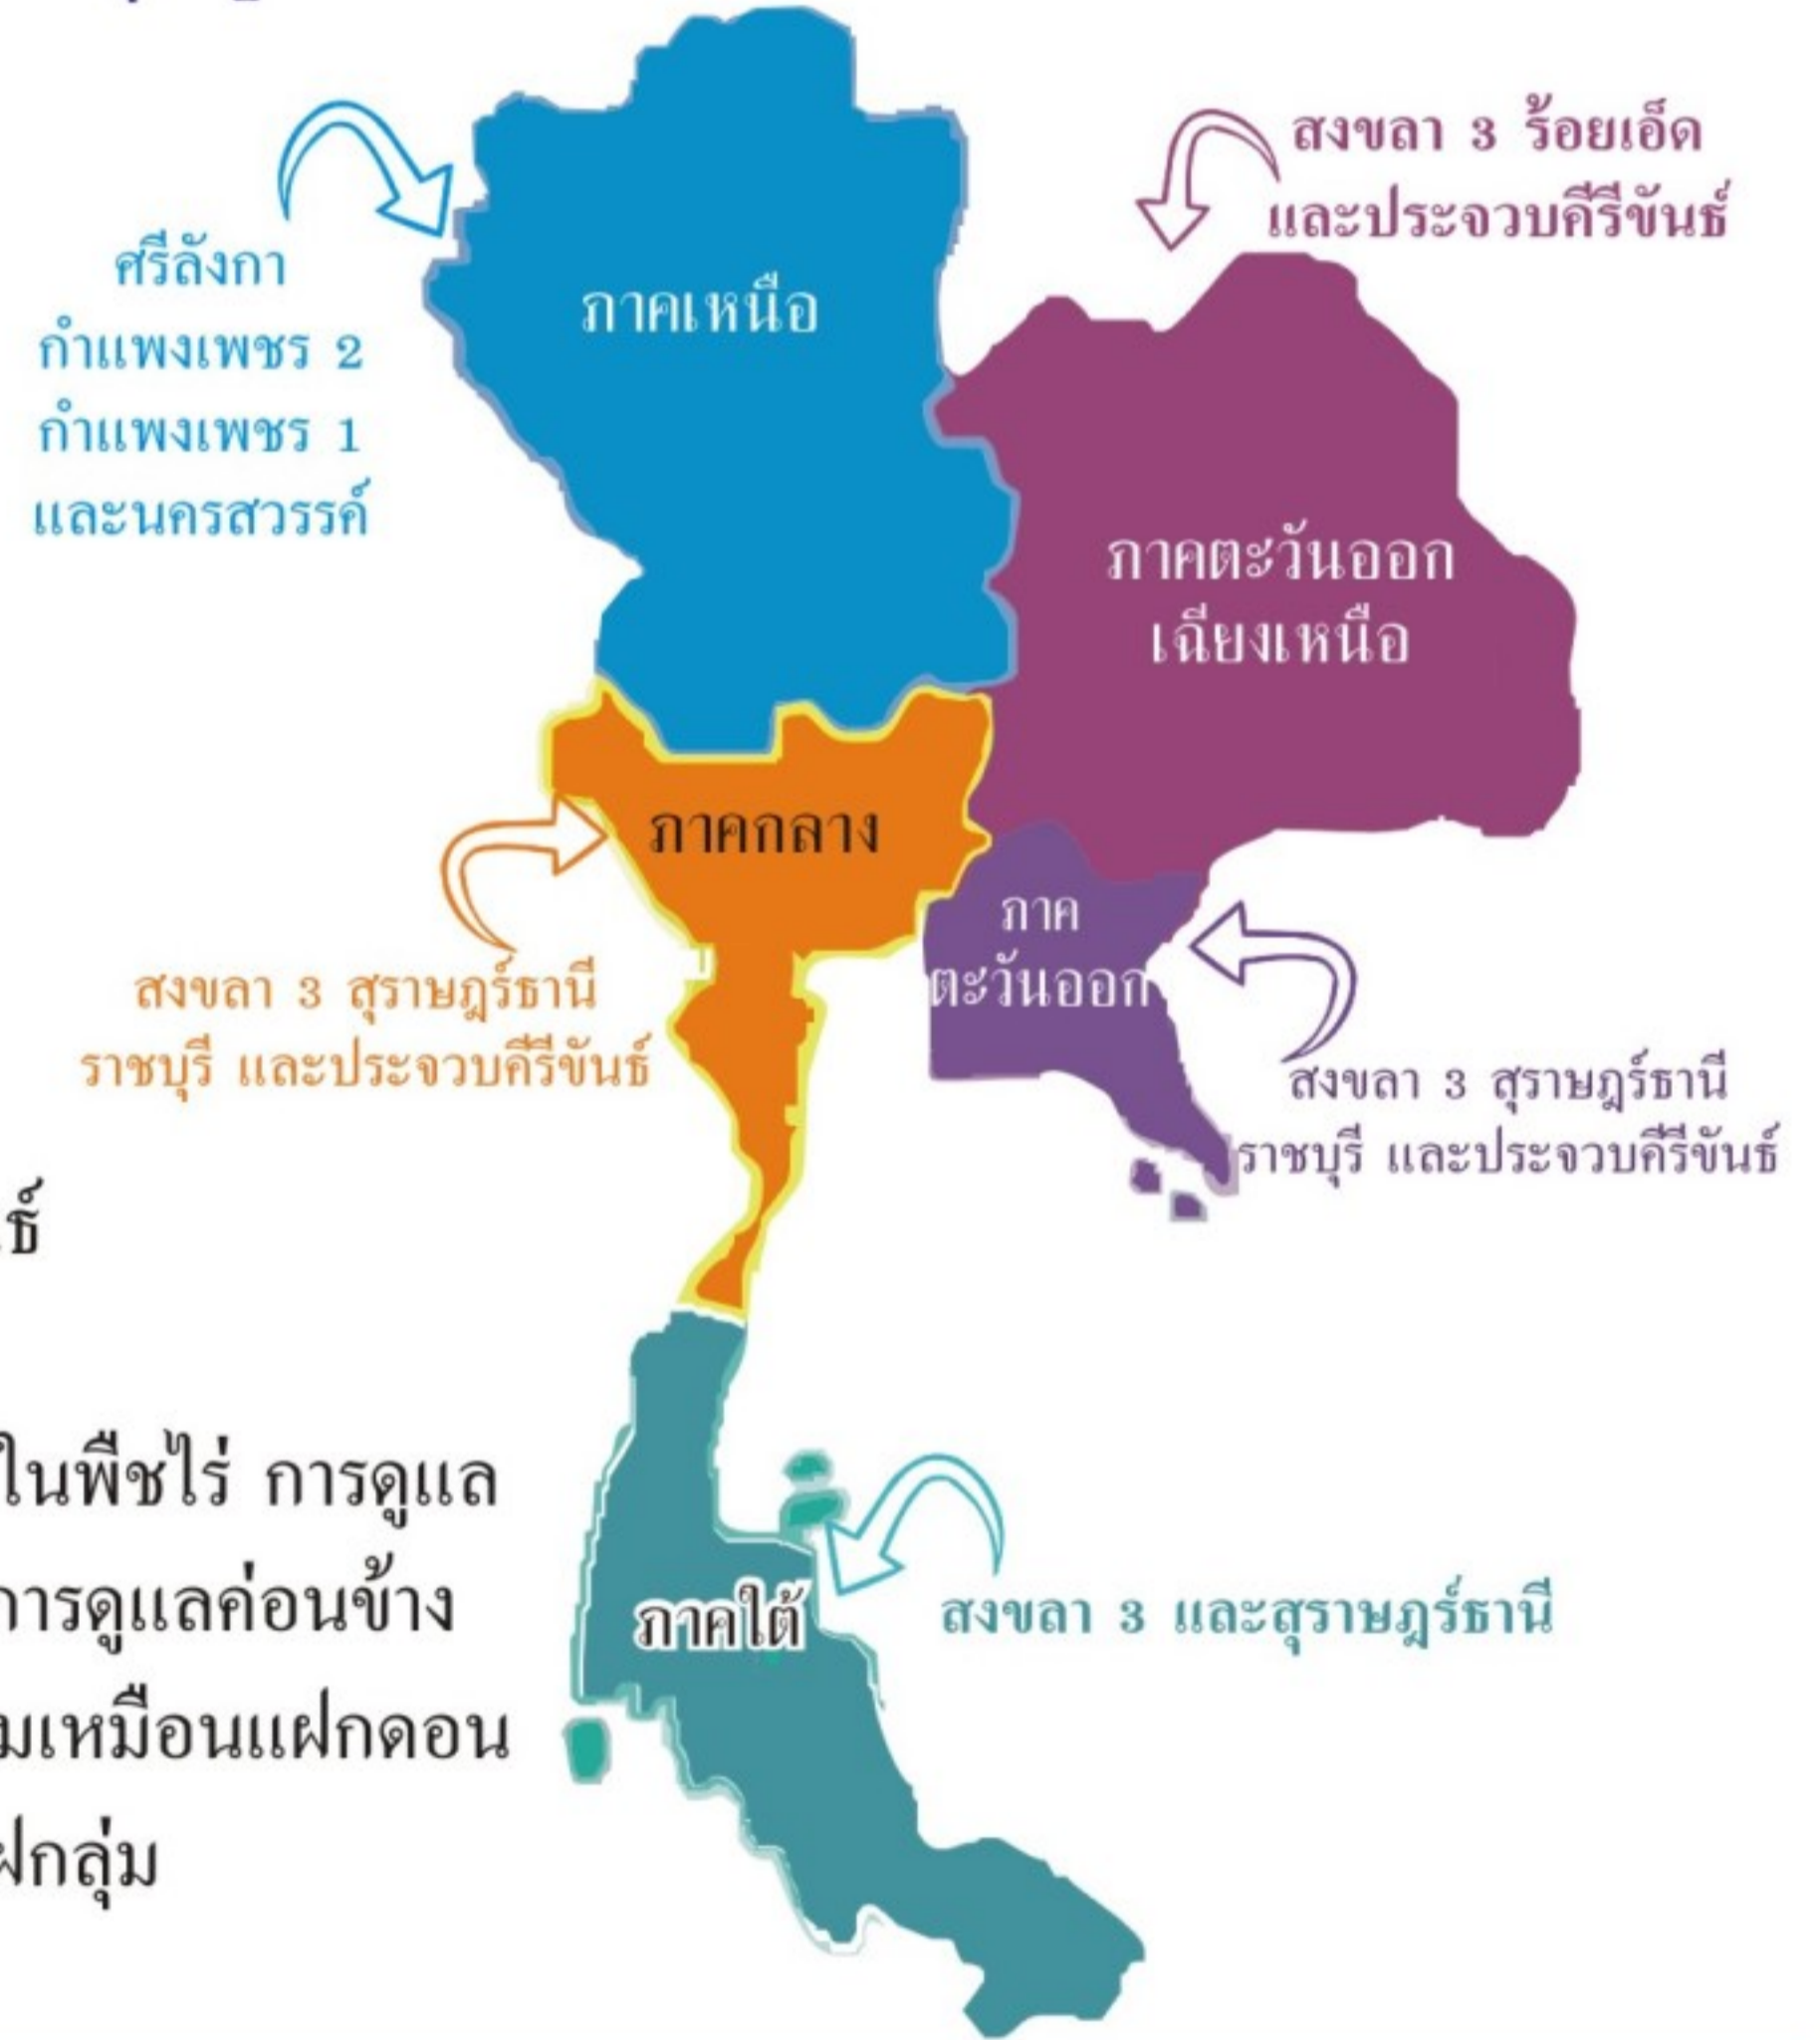 ศรีลังกา
กำแพงเพชร 2
กำแพงเพชร 1
และนครสวรรค์
ภาคเหนือ
สงขลา 3 ร้อยเอ็ด
และประจวบคีรีขันธ์
ภาคตะวันออก
เฉียงเหนือ
ภาคกลาง
สงขลา 3 สุราษฎร์ธานี
ราชบุรี และประจวบคีรีขันธ์
ภาค
ตะวันออก
สงขลา 3 สุราษฎร์ธานี
ราชบุรี และประจวบคีรีขันธ์
ธ์
ในพืชไร่ การดูแล
การดูแลค่อนข้าง
มเหมือนแฝกดอน
ฝกลุ่ม
ภาคใต้
สงขลา 3 และสุราษฎร์ธานี